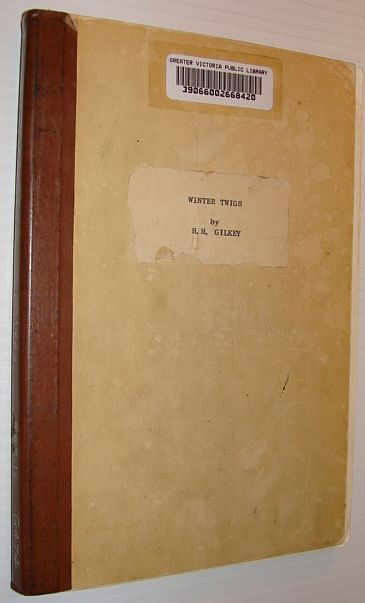 GREATER VICTORIA PUBLIC LIBRARY
39066002668420
WINTER TWIGS
by
H.M. GILKEY